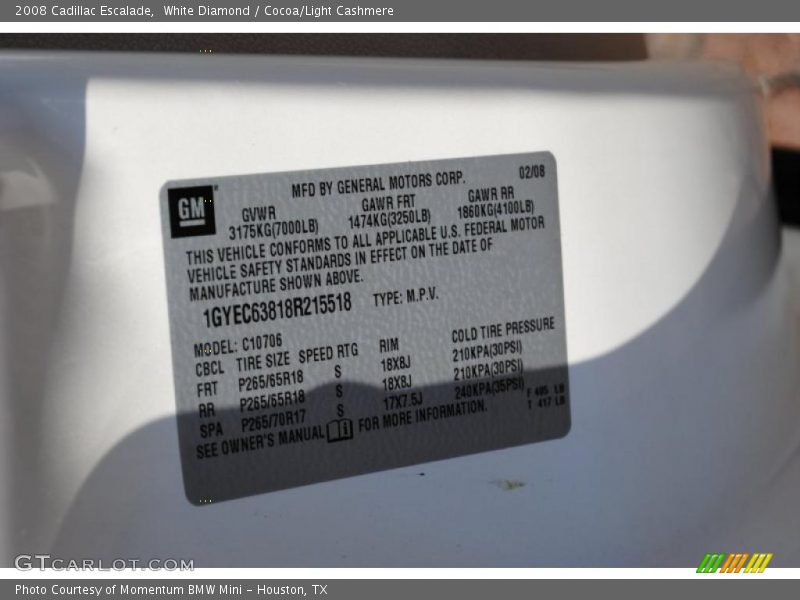 2008 Cadillac Escalade, White Diamond / Cocoa/Light Cashmere
GM
MFD BY GENERAL MOTORS CORP. 02/08
GVWR GAWR FRT GAWR RR
3175KG(7000LB) 1474KG(3250LB) 1860KG(4100LB)
THIS VEHICLE CONFORMS TO ALL APPLICABLE U.S. FEDERAL MOTOR
VEHICLE SAFETY STANDARDS IN EFFECT ON THE DATE OF
MANUFACTURE SHOWN ABOVE.
1GYEC63818R215518 TYPE: M.P.V.
MODEL: C10706
CBCL TIRE SIZE SPEED RTG RIM COLD TIRE PRESSURE
FRT P265/65R18 S 18X8J 210KPA(30PSI)
RR P265/65R18 S 18X8J 210KPA(30PSI)
SPA P265/70R17 S 17X7.5J 240KPA(35PSI)
F 405 LB
T 417 LB
SEE OWNER'S MANUAL FOR MORE INFORMATION.
GTCARLOT.COM
Photo Courtesy of Momentum BMW Mini - Houston, TX